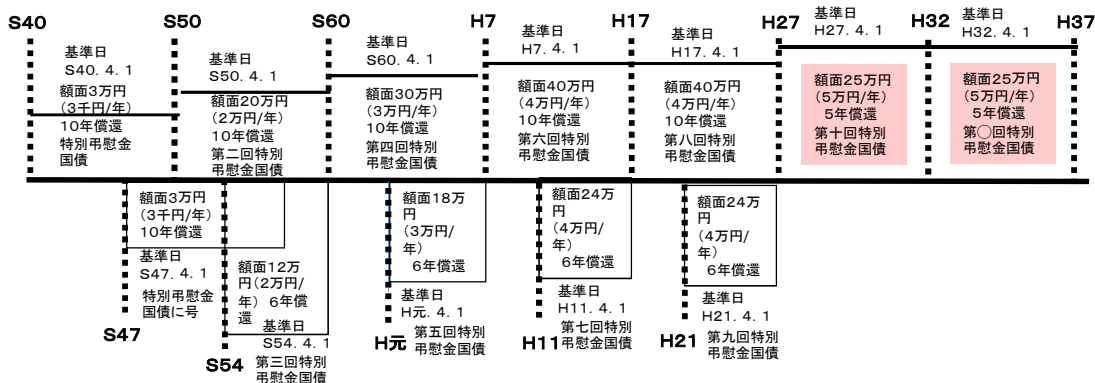 S40
S50
S60
H7
H17
H27
H32
H37
基準日
S40. 4. 1
額面3万円
(3千円/年)
10年償還
特別弔慰金
国債
基準日
S50. 4. 1
額面20万円
(2万円/年)
10年償還
第二回特別
弔慰金国債
基準日
S60. 4. 1
額面30万円
(3万円/年)
10年償還
第四回特別
弔慰金国債
基準日
H7. 4. 1
額面40万円
(4万円/年)
10年償還
第六回特別
弔慰金国債
基準日
H17. 4. 1
額面40万円
(4万円/年)
10年償還
第八回特別
弔慰金国債
基準日
H27. 4. 1
額面25万円
(5万円/年)
5年償還
第十回特別
弔慰金国債
基準日
H32. 4. 1
額面25万円
(5万円/年)
5年償還
第◯回特別
弔慰金国債
額面3万円
(3千円/年)
10年償還
基準日
S47. 4. 1
特別弔慰金
国債に号
S47
額面12万
円(2万円/
年) 6年償
還
基準日
S54. 4. 1
S54
第三回特別
弔慰金国債
額面18万
円
(3万円/
年)
6年償還
基準日
H元. 4. 1
H元
第五回特別
弔慰金国債
額面24万
円
(4万円/
年)
6年償還
基準日
H11. 4. 1
H11
第七回特別
弔慰金国債
額面24万
円
(4万円/
年)
6年償還
基準日
H21. 4. 1
H21
第九回特別
弔慰金国債